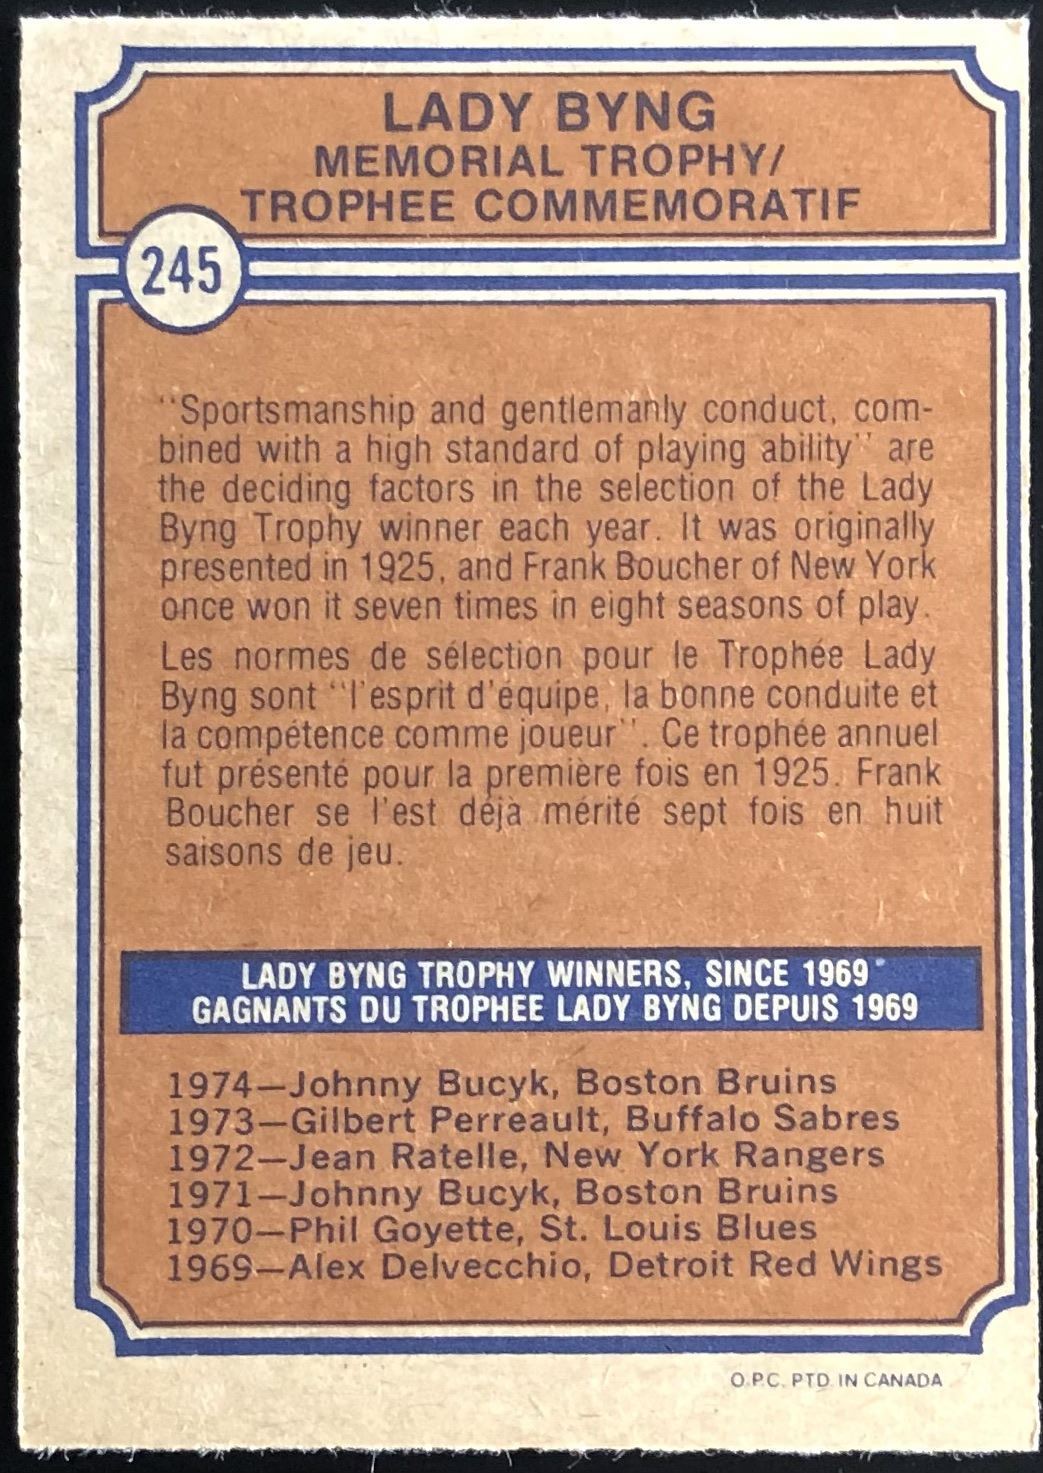 LADY BYNG
MEMORIAL TROPHY/
TROPHEE COMMEMORATIF
245
"Sportsmanship and gentlemanly conduct, com-
bined with a high standard of playing ability" are
the deciding factors in the selection of the Lady
Byng Trophy winner each year. It was originally
presented in 1925, and Frank Boucher of New York
once won it seven times in eight seasons of play.
Les normes de sélection pour le Trophée Lady
Byng sont "l'esprit d'équipe, la bonne conduite et
la compétence comme joueur". Ce trophée annuel
fut présenté pour la première fois en 1925. Frank
Boucher se l'est déjà mérité sept fois en huit
saisons de jeu.
LADY BYNG TROPHY WINNERS, SINCE 1969
GAGNANTS DU TROPHEE LADY BYNG DEPUIS 1969
1974—Johnny Bucyk, Boston Bruins
1973—Gilbert Perreault, Buffalo Sabres
1972—Jean Ratelle, New York Rangers
1971—Johnny Bucyk, Boston Bruins
1970—Phil Goyette, St. Louis Blues
1969—Alex Delvecchio, Detroit Red Wings
O.P.C. PTD. IN CANADA